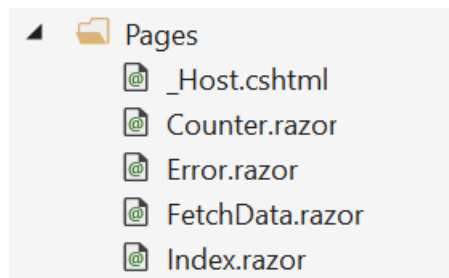 Pages
_Host.cshtml
Counter.razor
Error.razor
FetchData.razor
Index.razor